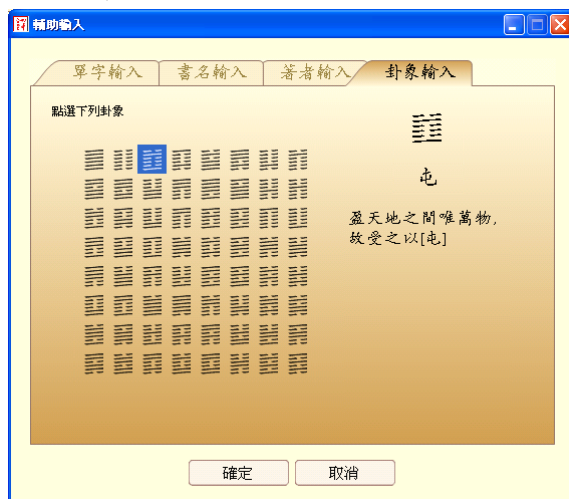 輔助輸入
單字輸入 書名輸入 著者輸入 卦象輸入
點選下列卦象
屯
盈天地之間唯萬物,
故受之以[屯]
確定 取消